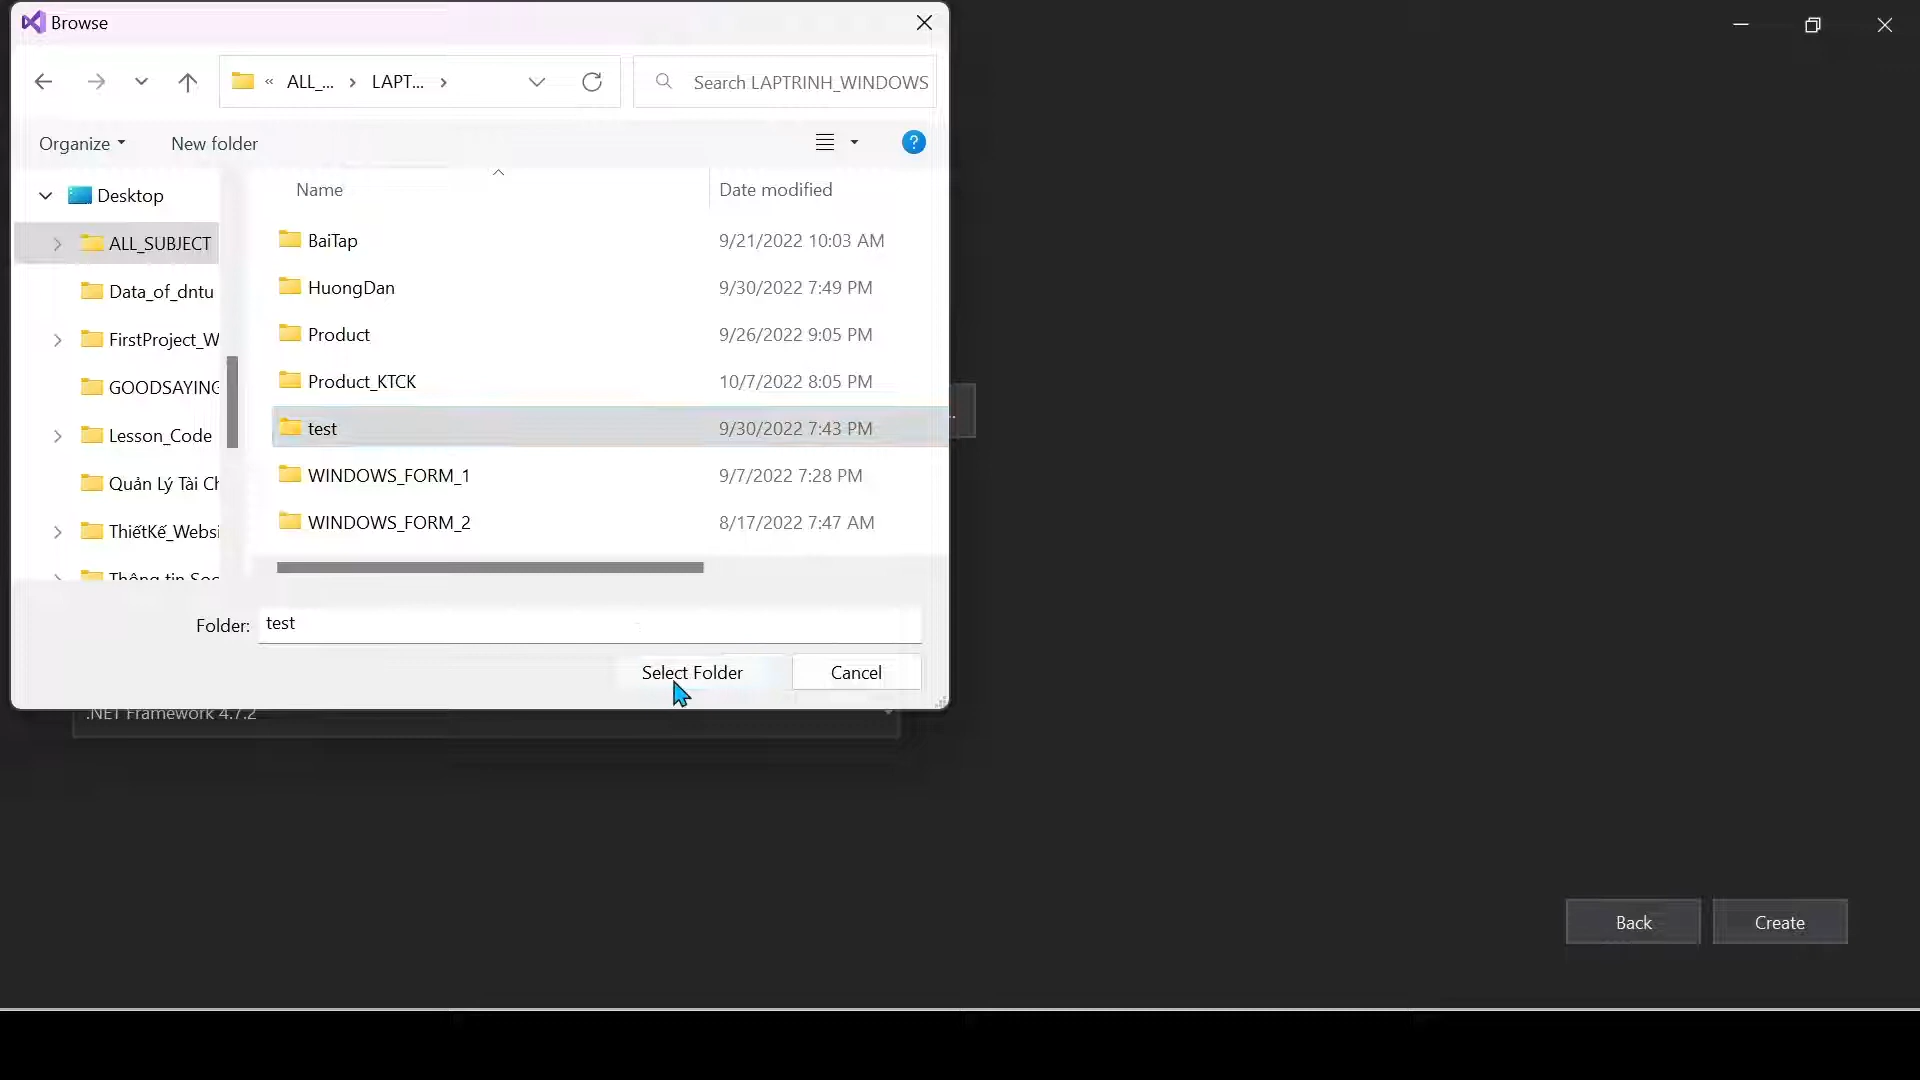 Browse
« ALL_... › LAPT... ›
Search LAPTRINH_WINDOWS
Organize
New folder
?
Name
Date modified
Desktop
ALL_SUBJECT
Data_of_dntu
FirstProject_W
GOODSAYING
Lesson_Code
Quản Lý Tài Ch
ThiếtKế_Websi
Thông tin Soc
BaiTap 9/21/2022 10:03 AM
HuongDan 9/30/2022 7:49 PM
Product 9/26/2022 9:05 PM
Product_KTCK 10/7/2022 8:05 PM
test 9/30/2022 7:43 PM
WINDOWS_FORM_1 9/7/2022 7:28 PM
WINDOWS_FORM_2 8/17/2022 7:47 AM
Folder: test
Select Folder
Cancel
.NET Framework 4.7.2
Back
Create